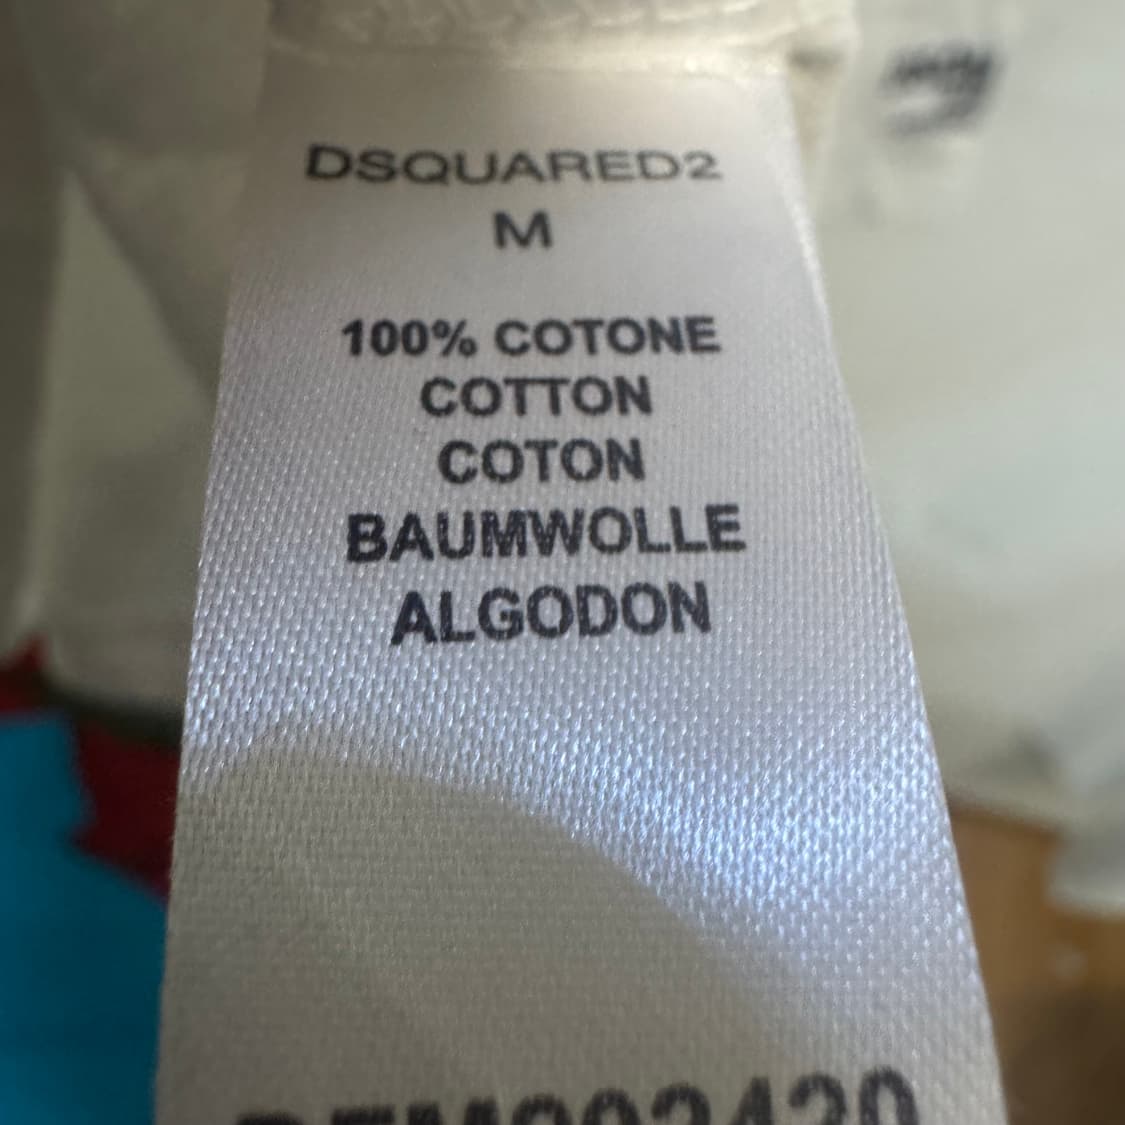 DSQUARED2
M
100% COTONE
COTTON
COTON
BAUMWOLLE
ALGODON